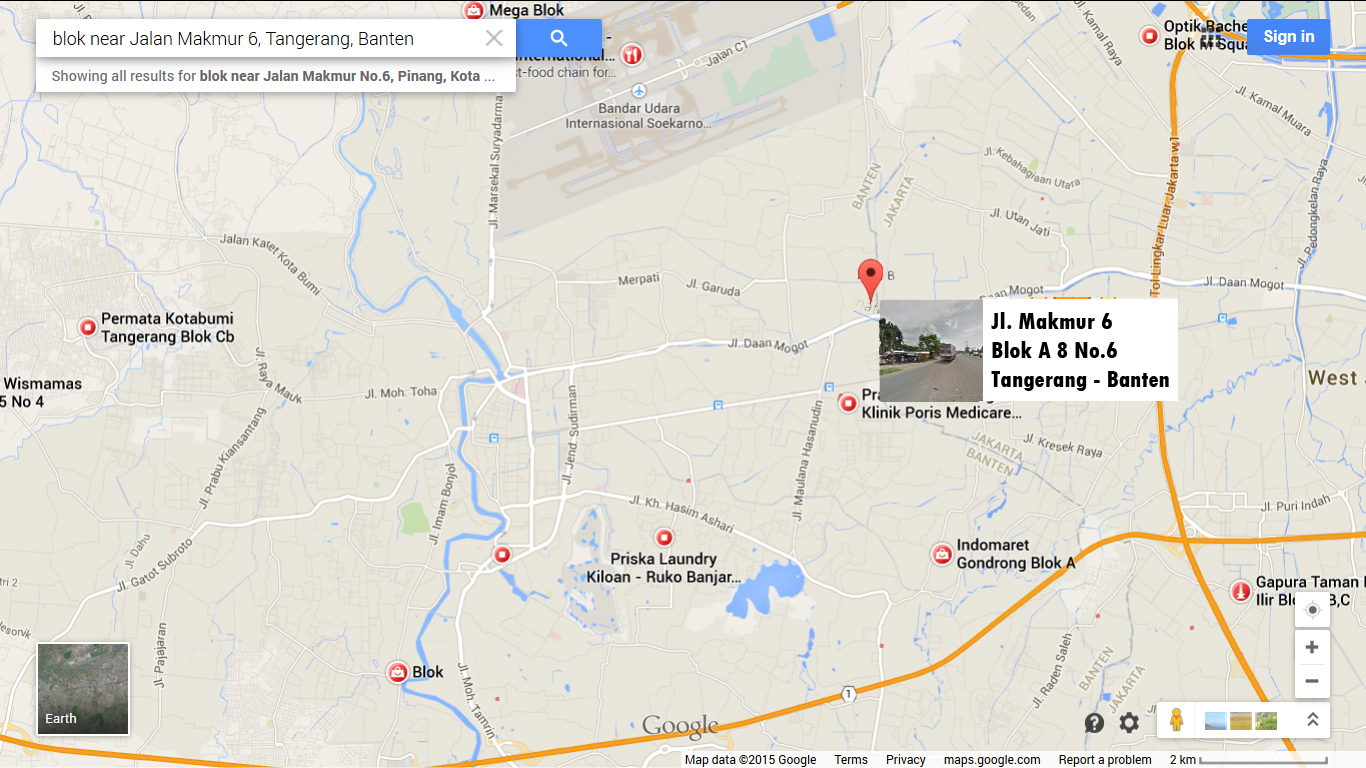 Mega Blok
blok near Jalan Makmur 6, Tangerang, Banten
Showing all results for blok near Jalan Makmur No.6, Pinang, Kota ...
Sign in
Optik Bache
Blok M Squa
Jl. Kamal Raya
Jl. Kamal Muara
Jalan C1
st-food chain for...
Bandar Udara
Internasional Soekarno...
Jl. Marsekal Suryadarma
BANTEN
JAKARTA
Jl. Kebahagiaan Utara
Jl. Utan Jati
Tol Lingkar Luar Jakarta w1
Jl. Pedongkelan Raya
Jalan Katet Kota Bumi
Merpati
Jl. Garuda
B
Daan Mogot
Jl. Daan Mogot
Permata Kotabumi
Tangerang Blok Cb
Jl. Makmur 6
Blok A 8 No.6
Tangerang - Banten
Jl. Daan Mogot
Jl. Raya Mauk
Wismamas
5 No 4
Jl. Moh. Toha
West
Klinik Poris Medicare...
Jl. Prabu Kiansantang
Jl. Jend. Sudirman
Jl. Maulana Hasanudin
JAKARTA
BANTEN
Jl. Kresek Raya
Jl. Imam Bonjol
Jl. Kh. Hasim Ashari
Jl. Puri Indah
Jl. Dahu
Jl. Gatot Subroto
Priska Laundry
Kiloan - Ruko Banjar...
Indomaret
Gondrong Blok A
Gapura Taman
Ilir Blo B,C
Jl. Pajajaran
Blok
Jl. Moh. Tamrin
Jl. Raden Saleh
BANTEN
JAKARTA
1
Earth
Google
Map data ©2015 Google Terms Privacy maps.google.com Report a problem 2 km